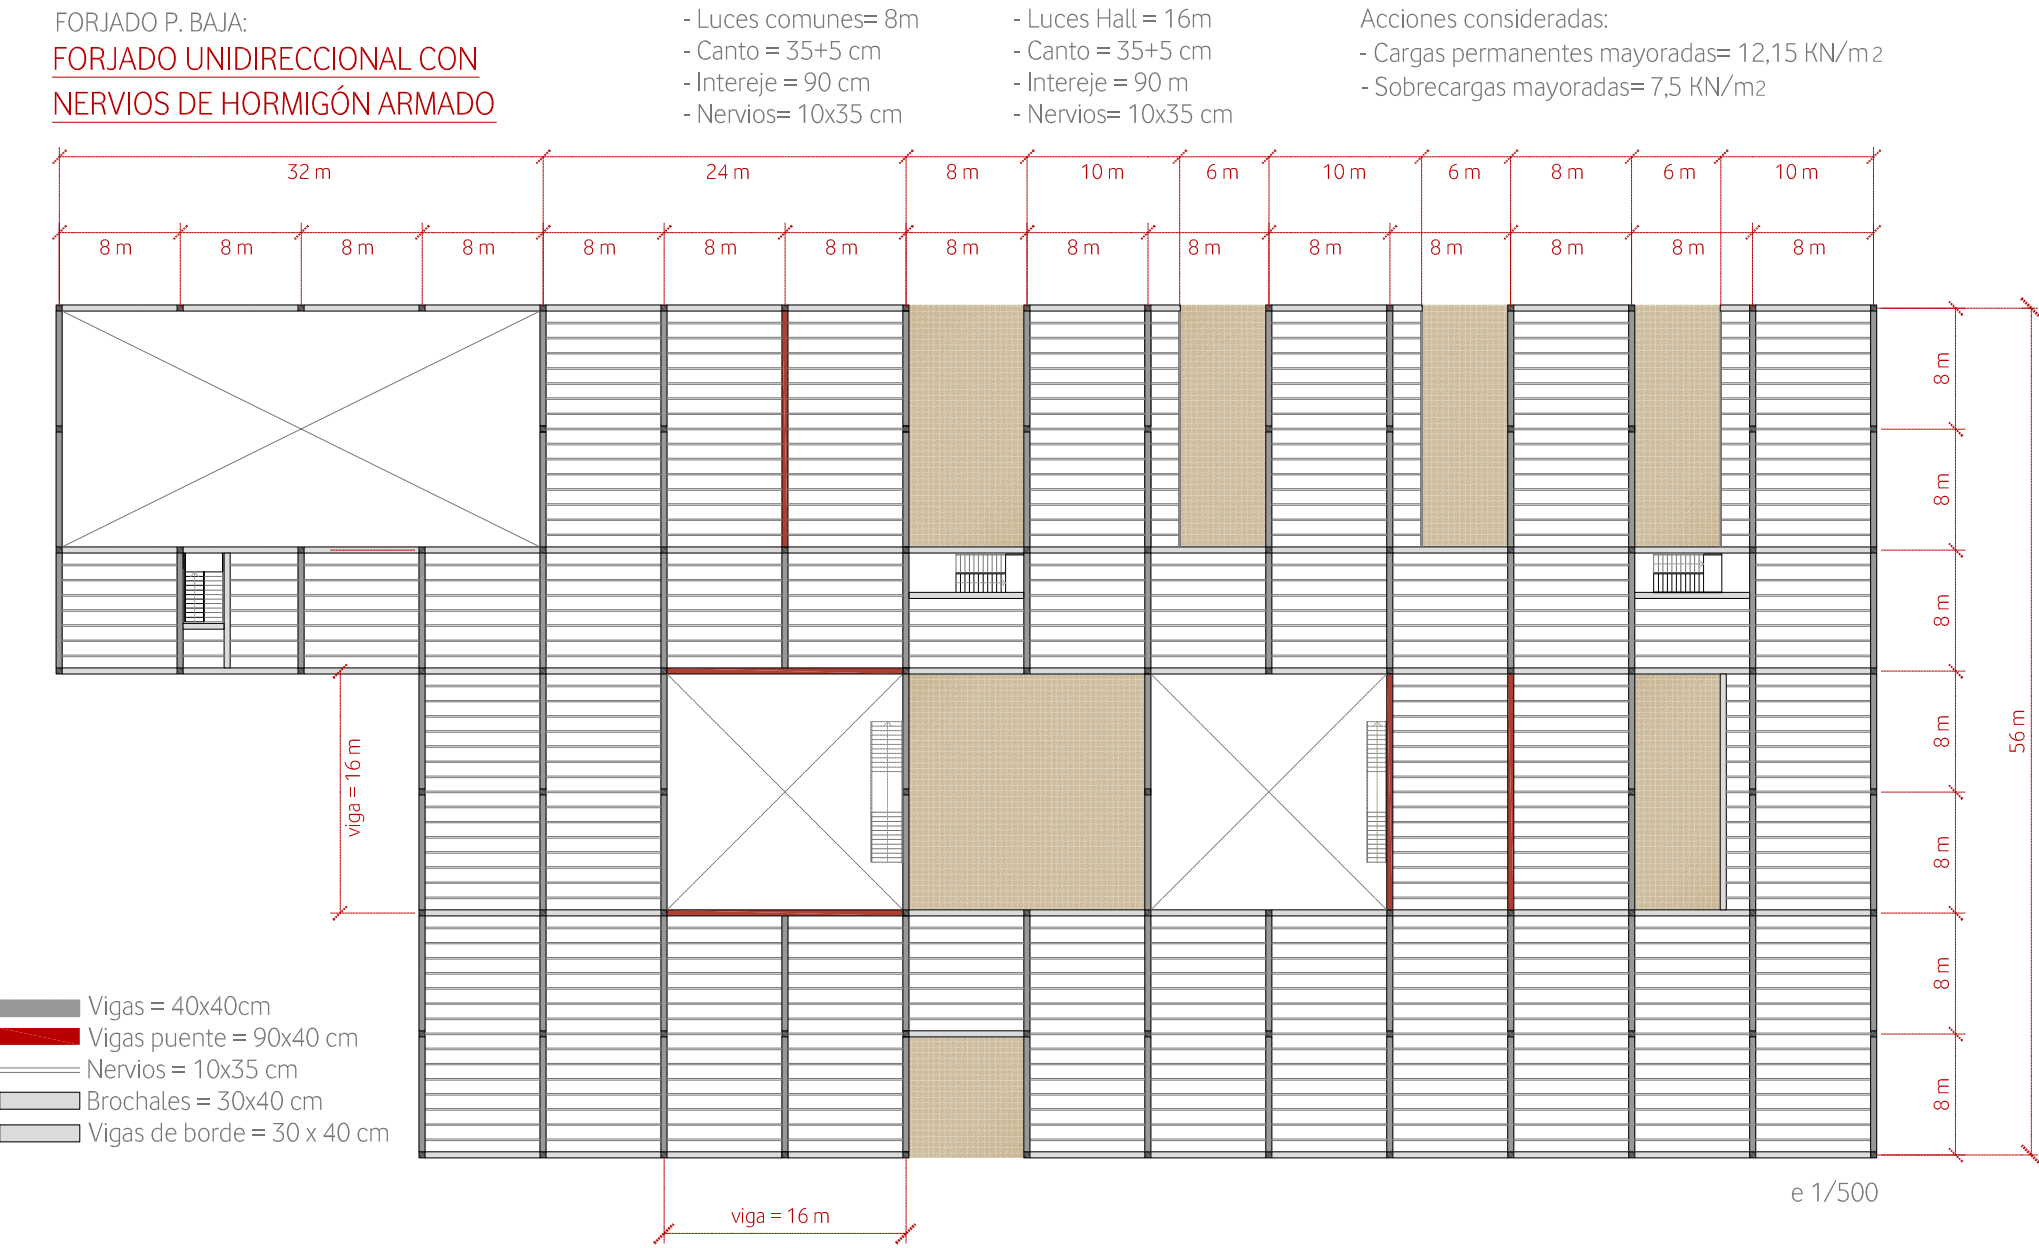 FORJADO P. BAJA:
FORJADO UNIDIRECCIONAL CON
NERVIOS DE HORMIGÓN ARMADO
- Luces comunes= 8m
- Canto = 35+5 cm
- Intereje = 90 cm
- Nervios= 10x35 cm
- Luces Hall = 16m
- Canto = 35+5 cm
- Intereje = 90 m
- Nervios= 10x35 cm
Acciones consideradas:
- Cargas permanentes mayoradas= 12,15 KN/m2
- Sobrecargas mayoradas= 7,5 KN/m2
32 m 24 m 8 m 10 m 6 m 10 m 6 m 8 m 6 m 10 m
8 m 8 m 8 m 8 m 8 m 8 m 8 m 8 m 8 m 8 m 8 m 8 m 8 m 8 m 8 m
8 m
8 m
8 m
8 m
8 m
8 m
8 m
56 m
viga = 16 m
Vigas = 40x40cm
Vigas puente = 90x40 cm
Nervios = 10x35 cm
Brochales = 30x40 cm
Vigas de borde = 30 x 40 cm
viga = 16 m
e 1/500